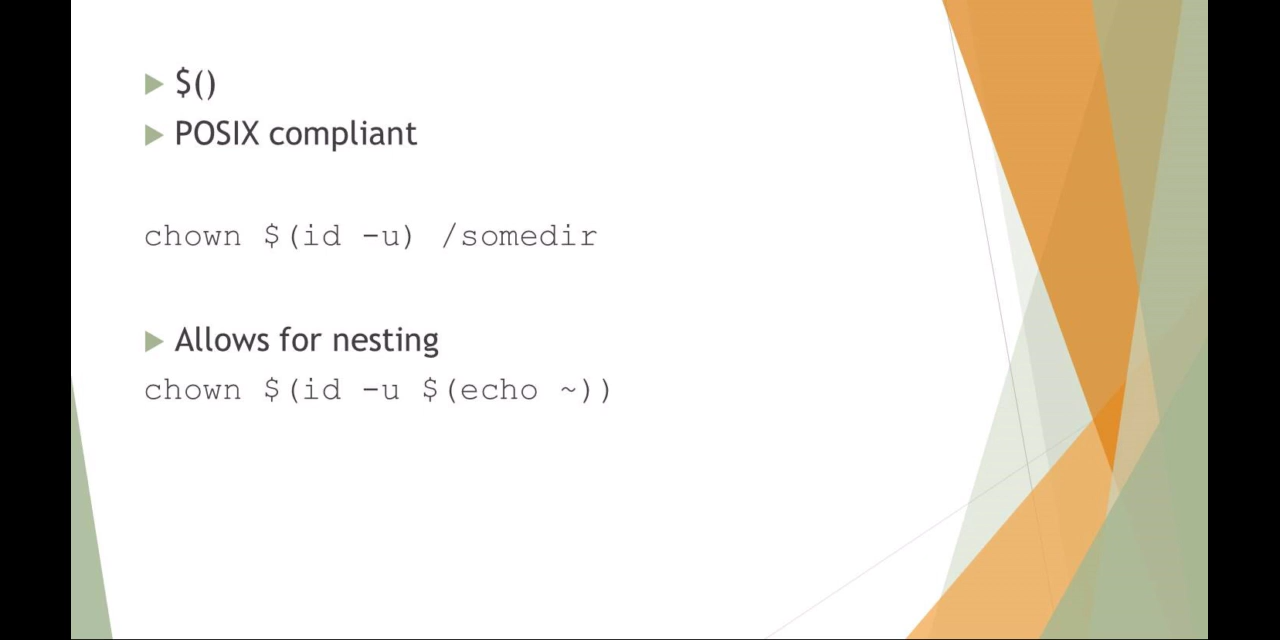 $()
POSIX compliant
chown $(id -u) /somedir
Allows for nesting
chown $(id -u $(echo ~))